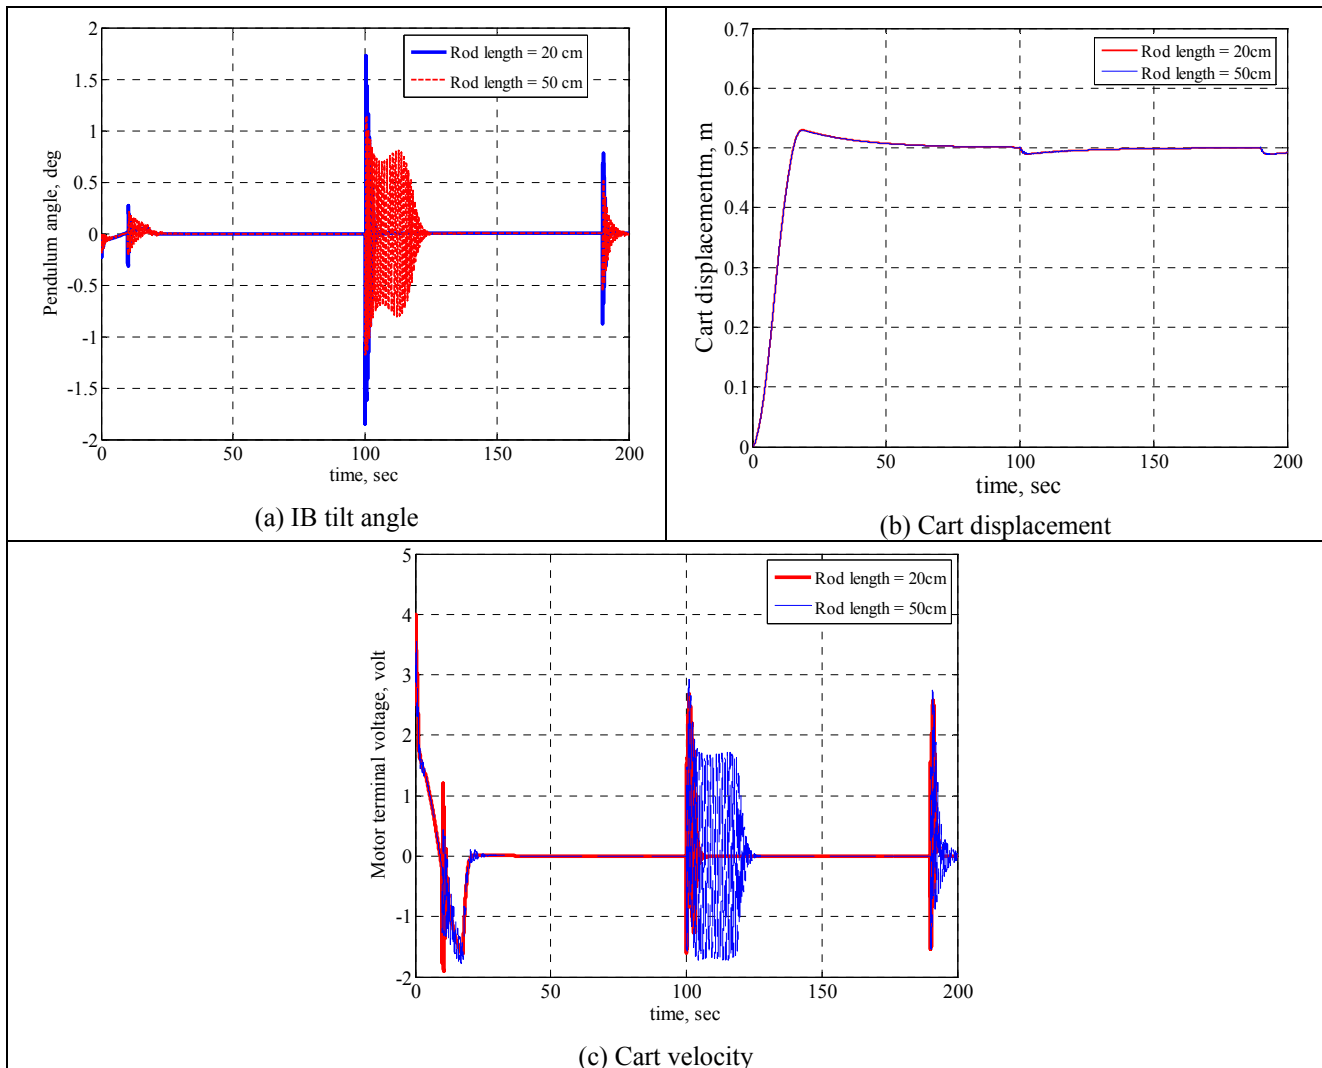 2
1.5
1
0.5
0
-0.5
-1
-1.5
-2
Pendulum angle, deg
Rod length = 20 cm
Rod length = 50 cm
0 50 100 150 200
time, sec
(a) IB tilt angle
0.7
0.6
0.5
0.4
0.3
0.2
0.1
0
Cart displacementm, m
Rod length = 20cm
Rod length = 50cm
0 50 100 150 200
time, sec
(b) Cart displacement
5
4
3
2
1
0
-1
-2
Motor terminal voltage, volt
Rod length = 20cm
Rod length = 50cm
0 50 100 150 200
time, sec
(c) Cart velocity